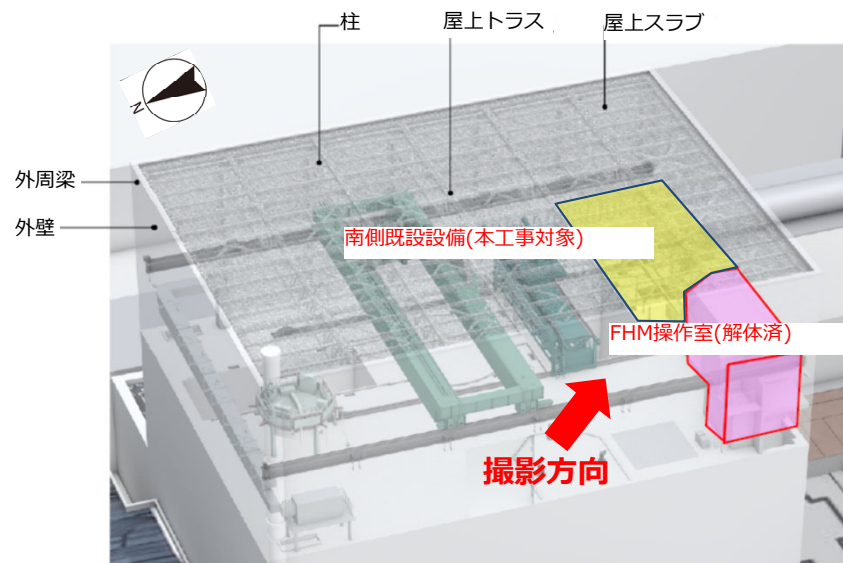 柱
屋上トラス
屋上スラブ
N
外周梁
外壁
南側既設設備(本工事対象)
FHM操作室(解体済)
撮影方向